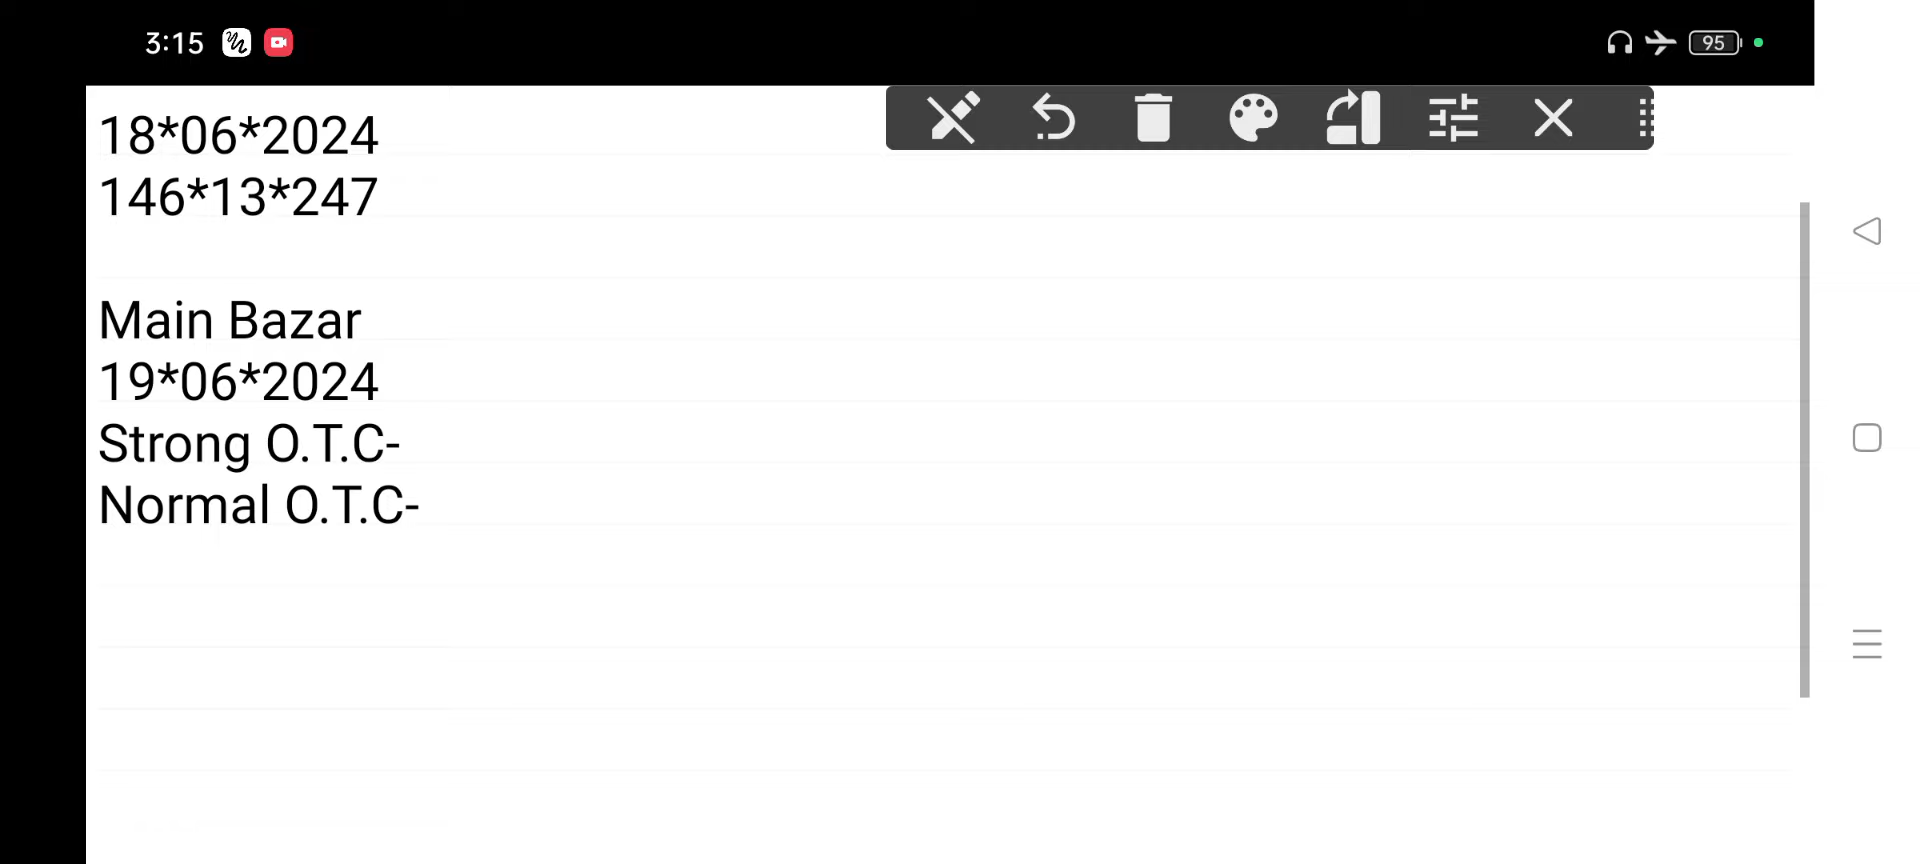 3:15
95
18*06*2024
146*13*247
Main Bazar
19*06*2024
Strong O.T.C-
Normal O.T.C-